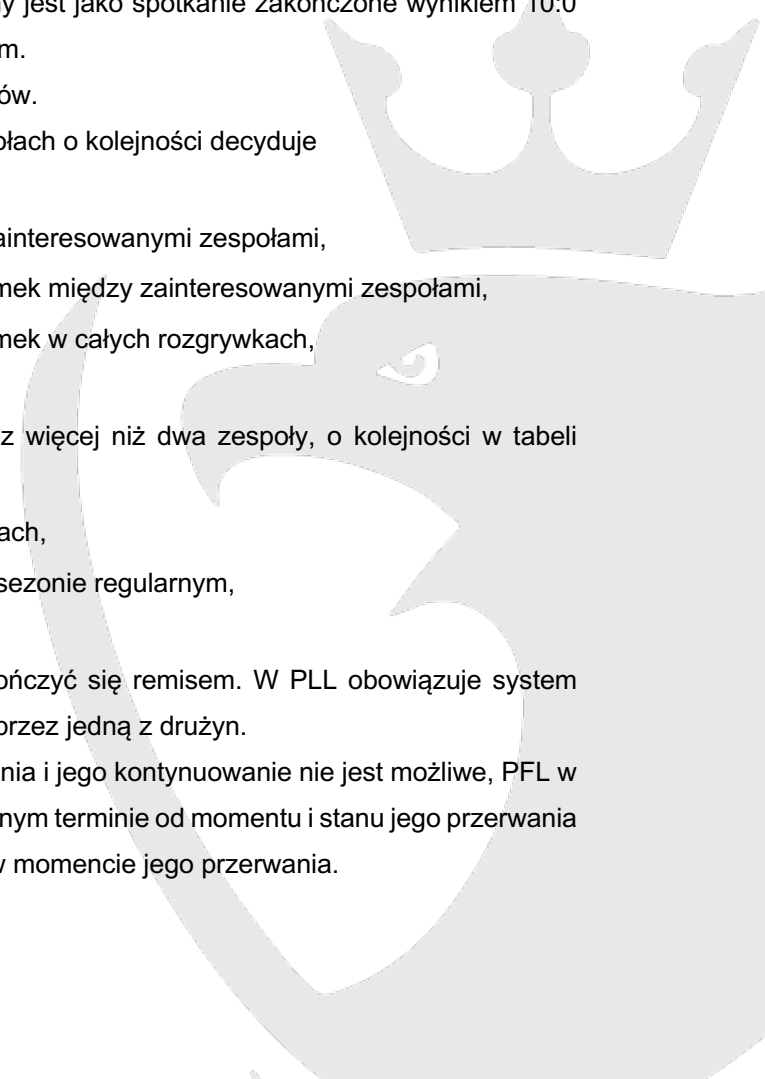 y jest jako spotkanie zakończone wynikiem 10:0
m.
ów.
ołach o kolejności decyduje
ainteresowanymi zespołami,
mek między zainteresowanymi zespołami,
mek w całych rozgrywkach,
z więcej niż dwa zespoły, o kolejności w tabeli
ach,
sezonie regularnym,
ończyć się remisem. W PLL obowiązuje system
przez jedną z drużyn.
nia i jego kontynuowanie nie jest możliwe, PFL w
nym terminie od momentu i stanu jego przerwania
w momencie jego przerwania.